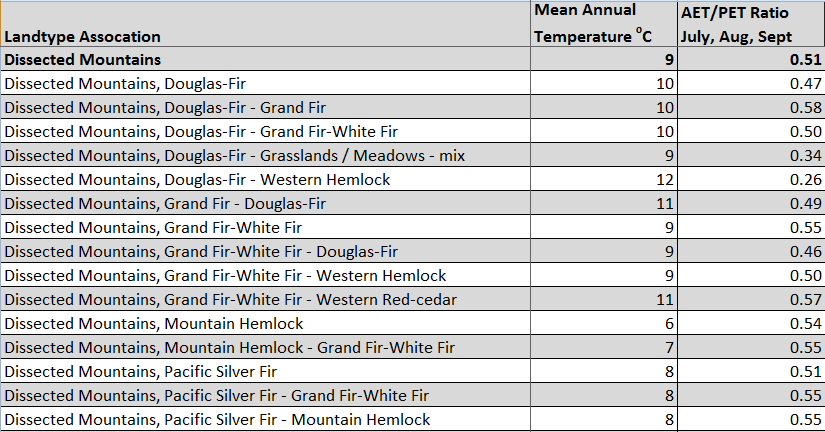 Mean Annual AET/PET Ratio
Landtype Assocation Temperature ⁰C July, Aug, Sept
Dissected Mountains 9 0.51
Dissected Mountains, Douglas-Fir 10 0.47
Dissected Mountains, Douglas-Fir - Grand Fir 10 0.58
Dissected Mountains, Douglas-Fir - Grand Fir-White Fir 10 0.50
Dissected Mountains, Douglas-Fir - Grasslands / Meadows - mix 9 0.34
Dissected Mountains, Douglas-Fir - Western Hemlock 12 0.26
Dissected Mountains, Grand Fir - Douglas-Fir 11 0.49
Dissected Mountains, Grand Fir-White Fir 9 0.55
Dissected Mountains, Grand Fir-White Fir - Douglas-Fir 9 0.46
Dissected Mountains, Grand Fir-White Fir - Western Hemlock 9 0.50
Dissected Mountains, Grand Fir-White Fir - Western Red-cedar 11 0.57
Dissected Mountains, Mountain Hemlock 6 0.54
Dissected Mountains, Mountain Hemlock - Grand Fir-White Fir 7 0.55
Dissected Mountains, Pacific Silver Fir 8 0.51
Dissected Mountains, Pacific Silver Fir - Grand Fir-White Fir 8 0.55
Dissected Mountains, Pacific Silver Fir - Mountain Hemlock 8 0.55